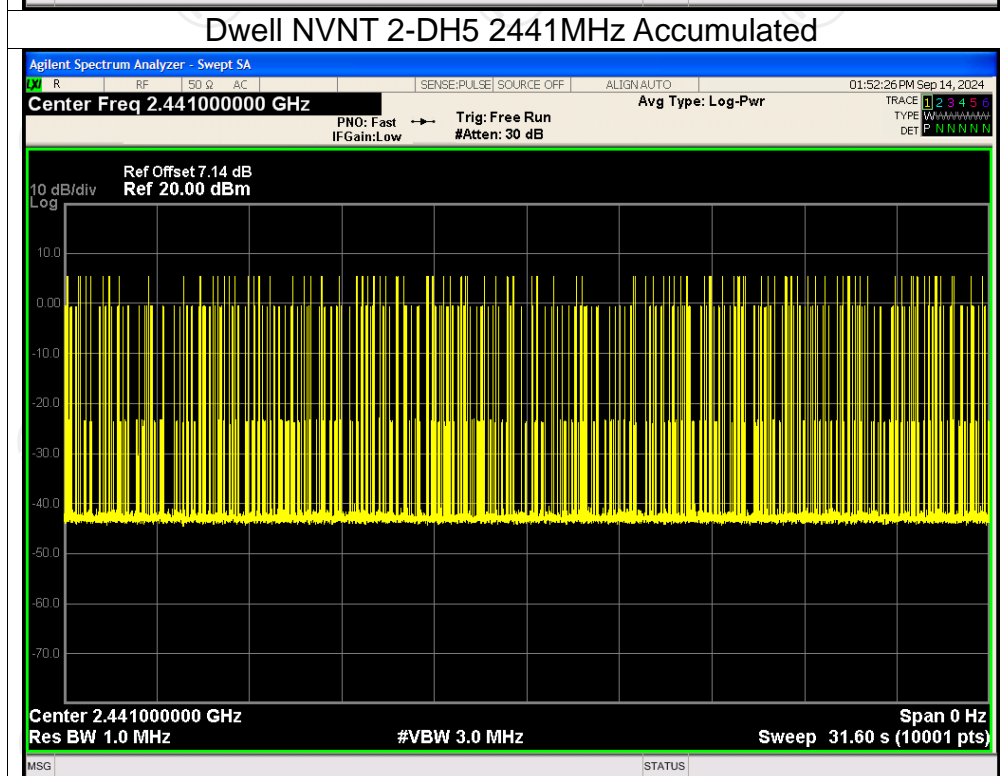 Dwell NVNT 2-DH5 2441MHz Accumulated
Agilent Spectrum Analyzer - Swept SA
LXI R RF 50 Ω AC SENSE:PULSE SOURCE OFF ALIGN AUTO 01:52:26 PM Sep 14, 2024
Center Freq 2.441000000 GHz Avg Type: Log-Pwr TRACE 1 2 3 4 5 6
PNO: Fast Trig: Free Run TYPE WWWWWW
IFGain:Low #Atten: 30 dB DET P N N N N N
Ref Offset 7.14 dB
10 dB/div Ref 20.00 dBm
Log
10.0
0.00
-10.0
-20.0
-30.0
-40.0
-50.0
-60.0
-70.0
Center 2.441000000 GHz Span 0 Hz
Res BW 1.0 MHz #VBW 3.0 MHz Sweep 31.60 s (10001 pts)
MSG STATUS